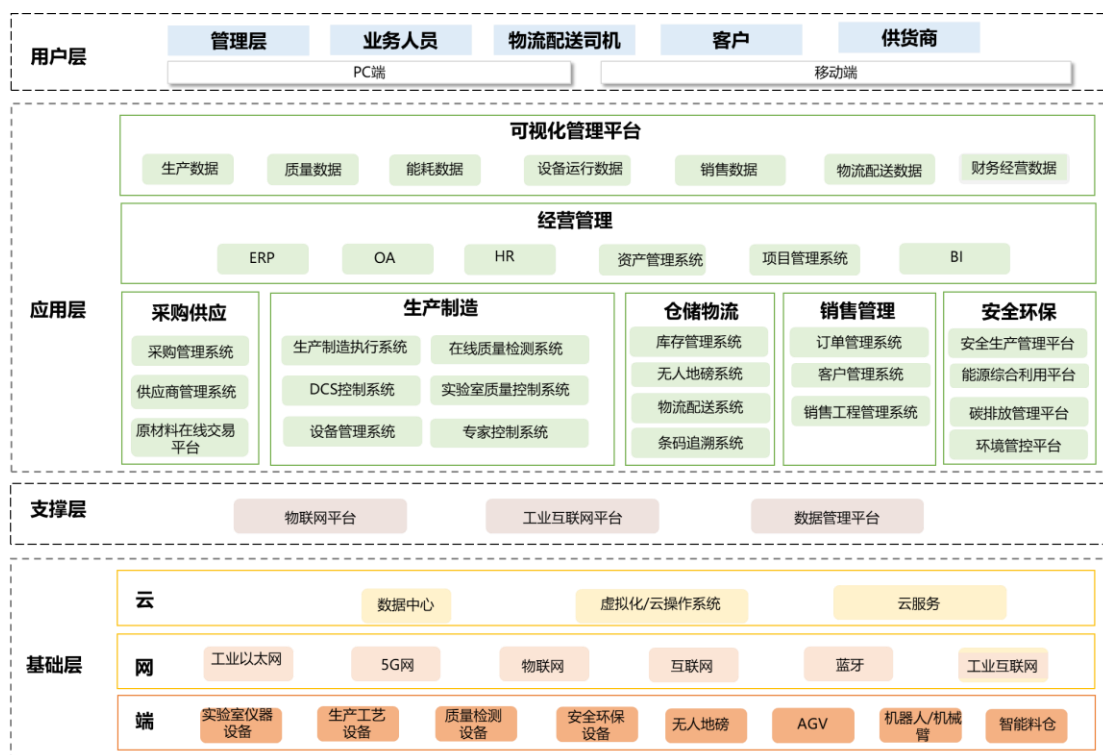 用户层
管理层
业务人员
物流配送司机
客户
供货商
PC端
移动端
应用层
可视化管理平台
生产数据
质量数据
能耗数据
设备运行数据
销售数据
物流配送数据
财务经营数据
经营管理
ERP
OA
HR
资产管理系统
项目管理系统
BI
采购供应
采购管理系统
供应商管理系统
原材料在线交易
平台
生产制造
生产制造执行系统
在线质量检测系统
DCS控制系统
实验室质量控制系统
设备管理系统
专家控制系统
仓储物流
库存管理系统
无人地磅系统
物流配送系统
条码追溯系统
销售管理
订单管理系统
客户管理系统
销售工程管理系统
安全环保
安全生产管理平台
能源综合利用平台
碳排放管理平台
环境管控平台
支撑层
物联网平台
工业互联网平台
数据管理平台
基础层
云
数据中心
虚拟化/云操作系统
云服务
网
工业以太网
5G网
物联网
互联网
蓝牙
工业互联网
端
实验室仪器
设备
生产工艺
设备
质量检测
设备
安全环保
设备
无人地磅
AGV
机器人/机械
臂
智能料仓